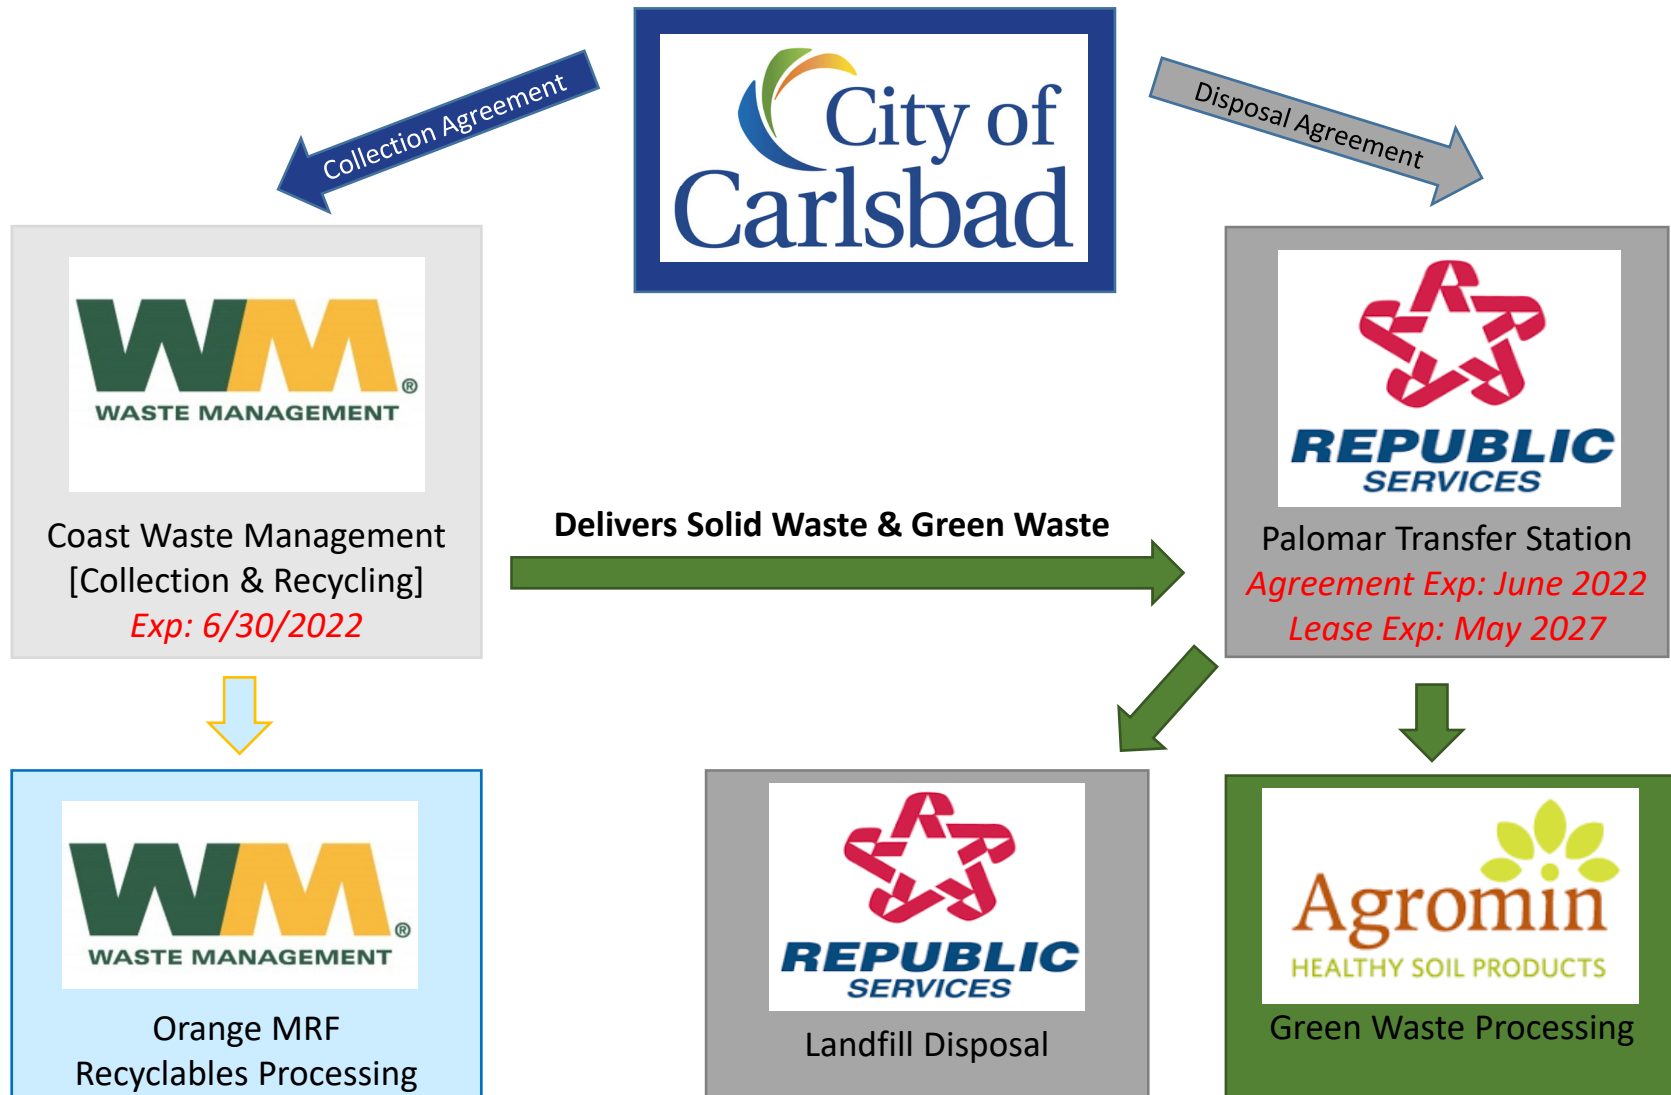 City of
Carlsbad
Collection Agreement
Disposal Agreement
WM®
WASTE MANAGEMENT
Coast Waste Management
[Collection & Recycling]
Exp: 6/30/2022
Delivers Solid Waste & Green Waste
REPUBLIC
SERVICES
Palomar Transfer Station
Agreement Exp: June 2022
Lease Exp: May 2027
WM®
WASTE MANAGEMENT
Orange MRF
Recyclables Processing
REPUBLIC
SERVICES
Landfill Disposal
Agromin
HEALTHY SOIL PRODUCTS
Green Waste Processing